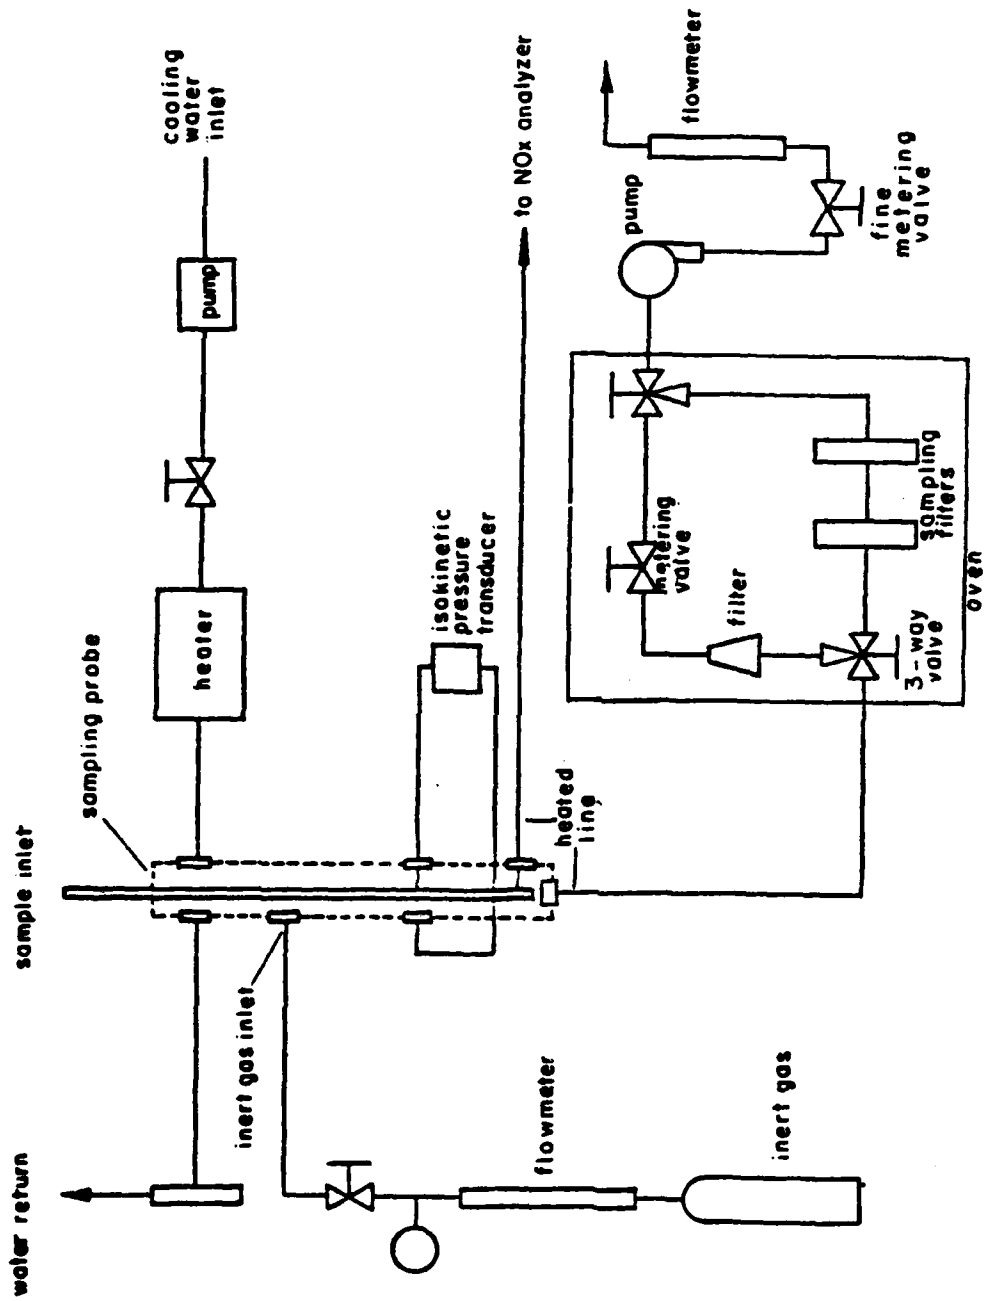 water return
sample inlet
sampling probe
cooling
water
inlet
pump
heater
inert gas inlet
isokinetic
pressure
transducer
to NOx analyzer
heated
line
flowmeter
inert gas
pump
flowmeter
fine
metering
valve
metering
valve
filter
sampling
filters
3-way
valve
oven